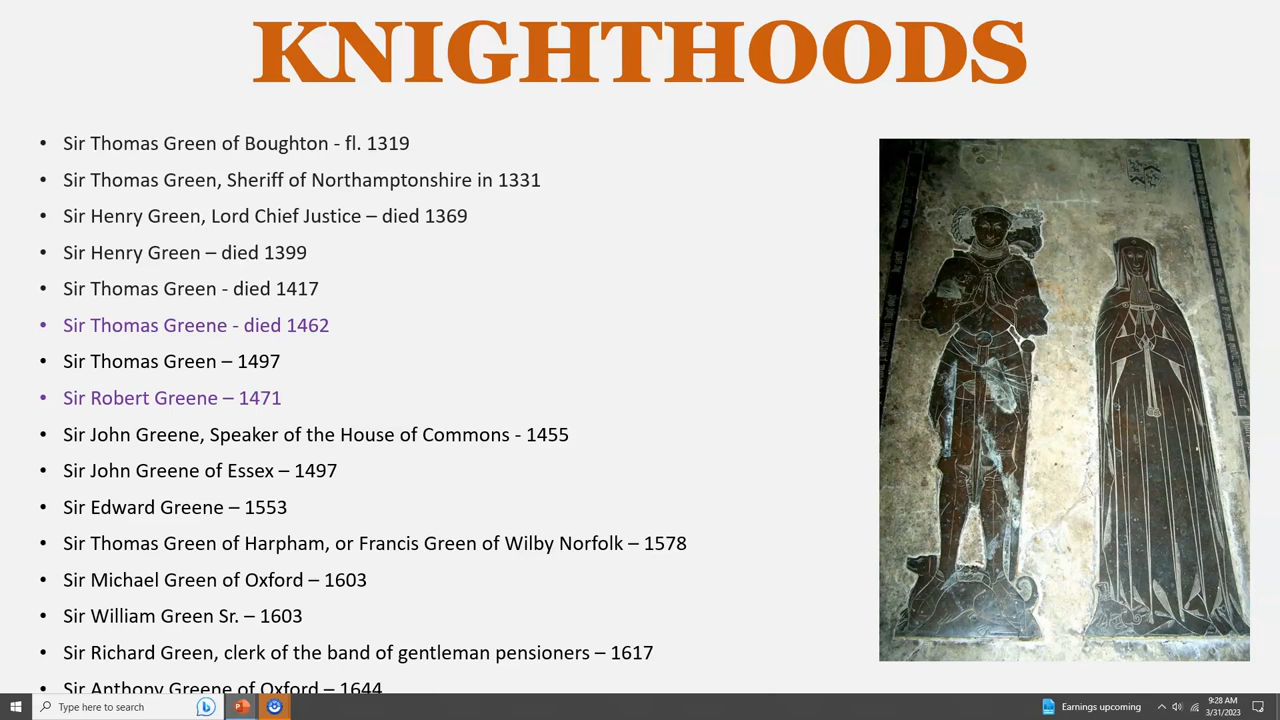 KNIGHTHOODS
• Sir Thomas Green of Boughton - fl. 1319
• Sir Thomas Green, Sheriff of Northamptonshire in 1331
• Sir Henry Green, Lord Chief Justice – died 1369
• Sir Henry Green – died 1399
• Sir Thomas Green - died 1417
• Sir Thomas Greene - died 1462
• Sir Thomas Green – 1497
• Sir Robert Greene – 1471
• Sir John Greene, Speaker of the House of Commons - 1455
• Sir John Greene of Essex – 1497
• Sir Edward Greene – 1553
• Sir Thomas Green of Harpham, or Francis Green of Wilby Norfolk – 1578
• Sir Michael Green of Oxford – 1603
• Sir William Green Sr. – 1603
• Sir Richard Green, clerk of the band of gentleman pensioners – 1617
• Sir Anthony Greene of Oxford – 1644
Type here to search
Earnings upcoming
9:28 AM
3/31/2023